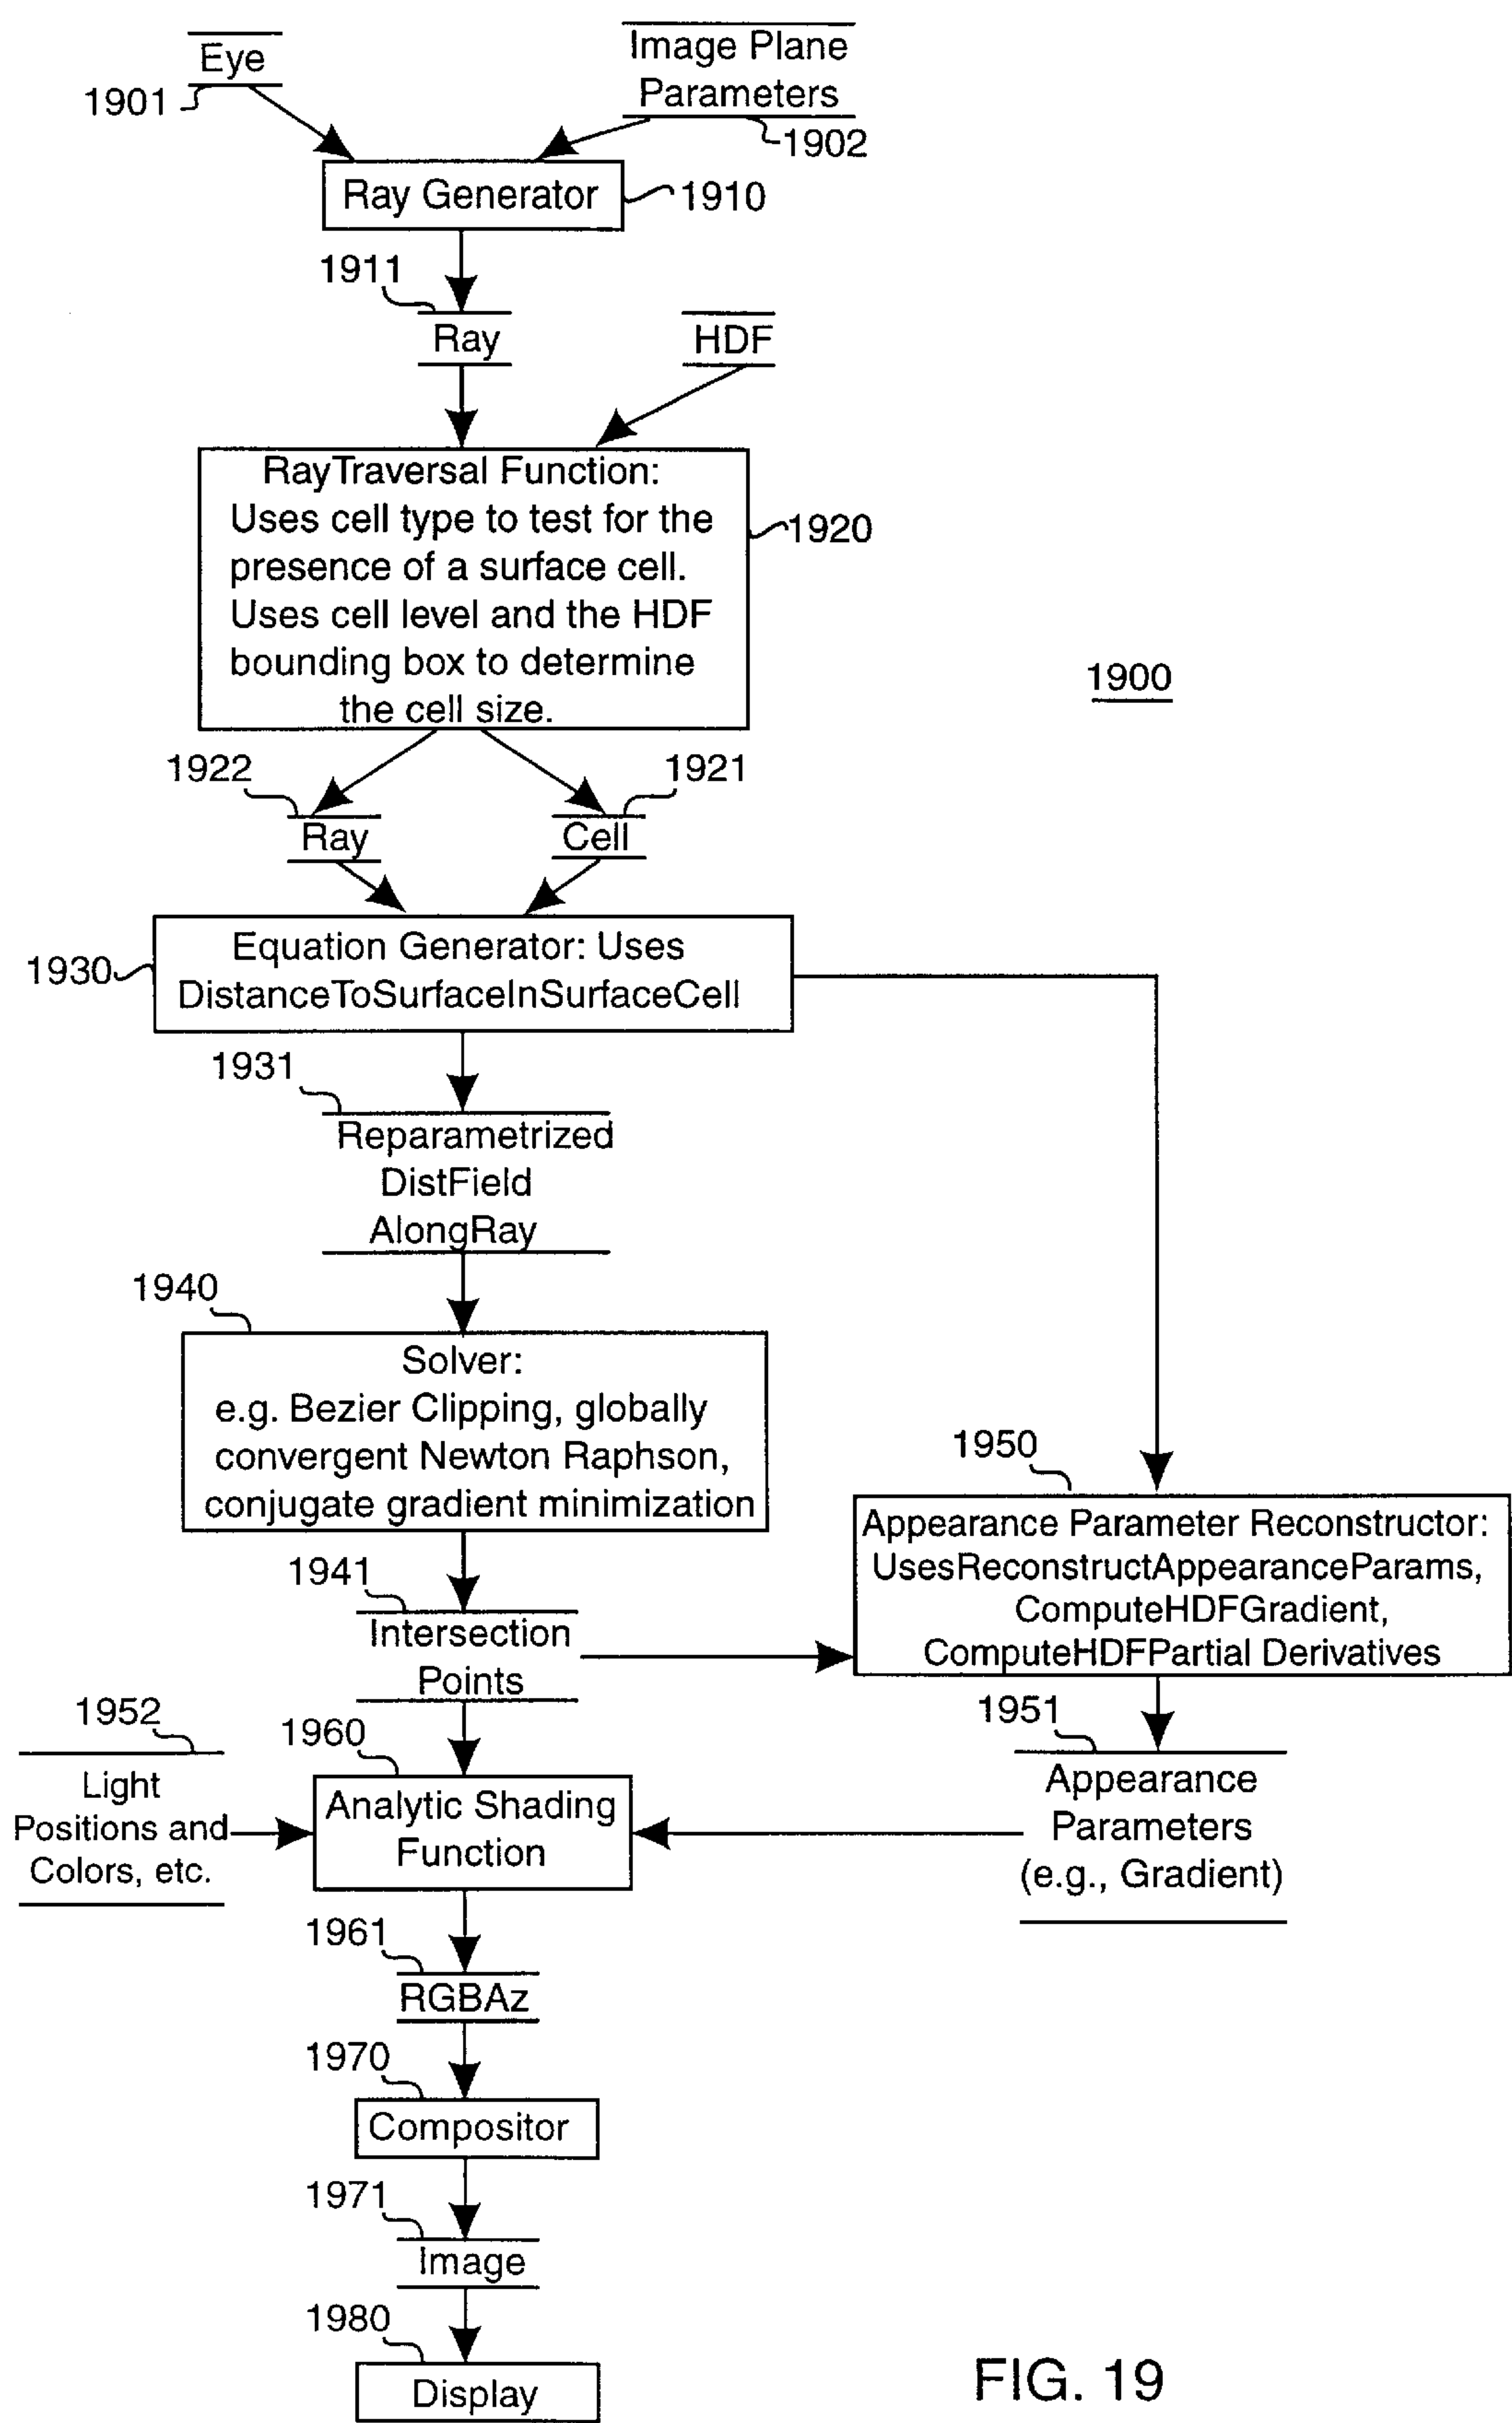 Eye
1901
Image Plane
Parameters
1902
Ray Generator
1910
1911
Ray
HDF
RayTraversal Function:
Uses cell type to test for the
presence of a surface cell.
Uses cell level and the HDF
bounding box to determine
the cell size.
1920
1900
1922
1921
Ray
Cell
1930
Equation Generator: Uses
DistanceToSurfaceInSurfaceCell
1931
Reparametrized
DistField
AlongRay
1940
Solver:
e.g. Bezier Clipping, globally
convergent Newton Raphson,
conjugate gradient minimization
1950
Appearance Parameter Reconstructor:
UsesReconstructAppearanceParams,
ComputeHDFGradient,
ComputeHDFPartial Derivatives
1941
Intersection
Points
1952
Light
Positions and
Colors, etc.
1960
Analytic Shading
Function
1951
Appearance
Parameters
(e.g., Gradient)
1961
RGBAz
1970
Compositor
1971
Image
1980
Display
FIG. 19